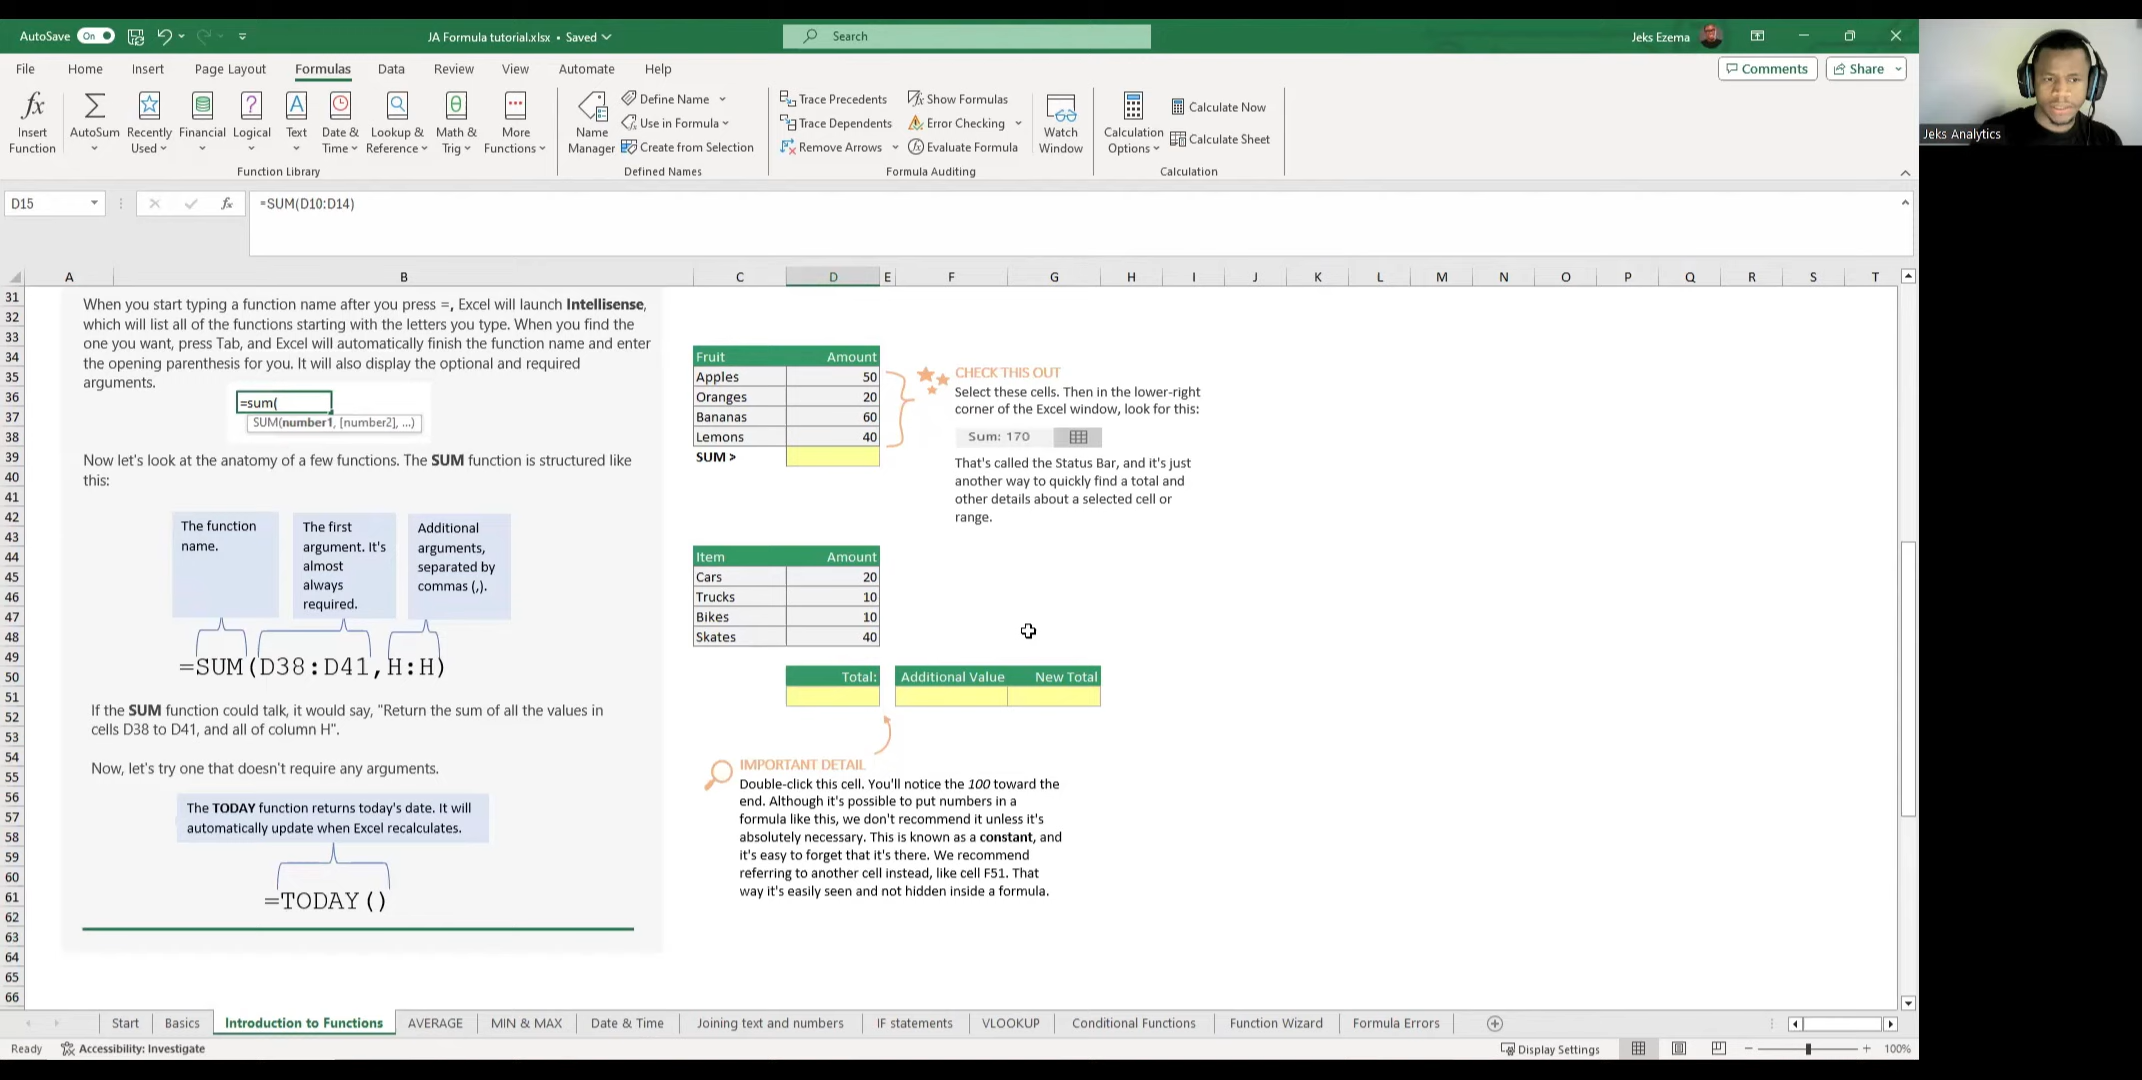 AutoSave On
JA Formula tutorial.xlsx • Saved
Search
Jeks Ezema
File Home Insert Page Layout Formulas Data Review View Automate Help
Comments Share
Insert Function
AutoSum
Recently Used
Financial
Logical
Text
Date & Time
Lookup & Reference
Math & Trig
More Functions
Function Library
Name Manager
Define Name
Use in Formula
Create from Selection
Defined Names
Trace Precedents
Trace Dependents
Remove Arrows
Show Formulas
Error Checking
Evaluate Formula
Formula Auditing
Watch Window
Calculation Options
Calculate Now
Calculate Sheet
Calculation
Jeks Analytics
D15 fx =SUM(D10:D14)
A B C D E F G H I J K L M N O P Q R S T
31
32
33
34
35
36
37
38
39
40
41
42
43
44
45
46
47
48
49
50
51
52
53
54
55
56
57
58
59
60
61
62
63
64
65
66
When you start typing a function name after you press =, Excel will launch Intellisense,
which will list all of the functions starting with the letters you type. When you find the
one you want, press Tab, and Excel will automatically finish the function name and enter
the opening parenthesis for you. It will also display the optional and required
arguments.
=sum(
SUM(number1, [number2], ...)
Now let's look at the anatomy of a few functions. The SUM function is structured like
this:
The function
name.
The first
argument. It's
almost
always
required.
Additional
arguments,
separated by
commas (,).
=SUM(D38:D41,H:H)
If the SUM function could talk, it would say, "Return the sum of all the values in
cells D38 to D41, and all of column H".
Now, let's try one that doesn't require any arguments.
The TODAY function returns today's date. It will
automatically update when Excel recalculates.
=TODAY()
Fruit Amount
Apples 50
Oranges 20
Bananas 60
Lemons 40
SUM >
CHECK THIS OUT
Select these cells. Then in the lower-right
corner of the Excel window, look for this:
Sum: 170
That's called the Status Bar, and it's just
another way to quickly find a total and
other details about a selected cell or
range.
Item Amount
Cars 20
Trucks 10
Bikes 10
Skates 40
Total: Additional Value New Total
IMPORTANT DETAIL
Double-click this cell. You'll notice the 100 toward the
end. Although it's possible to put numbers in a
formula like this, we don't recommend it unless it's
absolutely necessary. This is known as a constant, and
it's easy to forget that it's there. We recommend
referring to another cell instead, like cell F51. That
way it's easily seen and not hidden inside a formula.
Start Basics Introduction to Functions AVERAGE MIN & MAX Date & Time Joining text and numbers IF statements VLOOKUP Conditional Functions Function Wizard Formula Errors
Ready Accessibility: Investigate Display Settings 100%